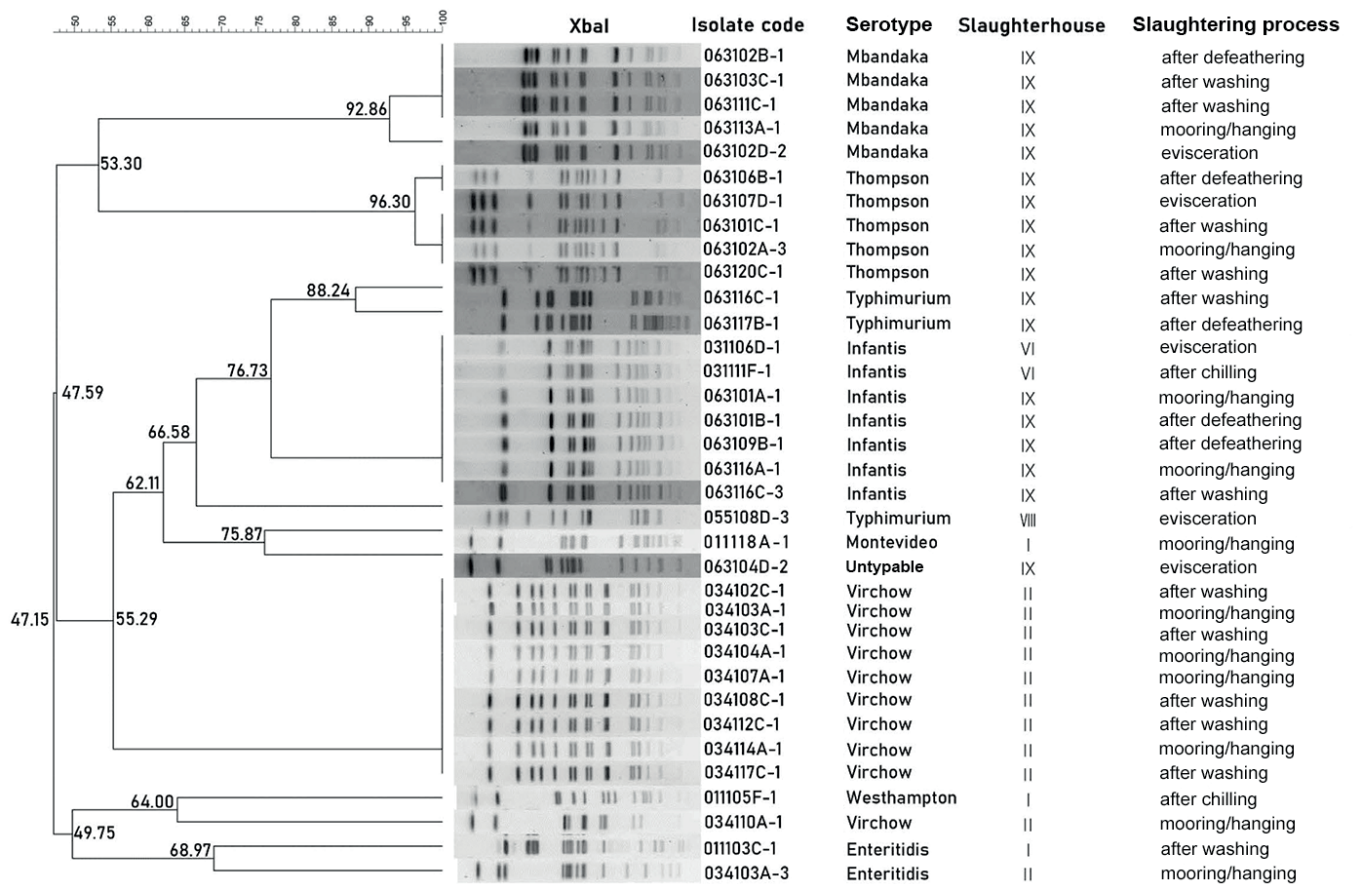 50 55 60 65 70 75 80 85 90 95 100
XbaI Isolate code Serotype Slaughterhouse Slaughtering process
063102B-1 Mbandaka IX after defeathering
063103C-1 Mbandaka IX after washing
92.86 063111C-1 Mbandaka IX after washing
063113A-1 Mbandaka IX mooring/hanging
53.30 063102D-2 Mbandaka IX evisceration
063106B-1 Thompson IX after defeathering
96.30 063107D-1 Thompson IX evisceration
063101C-1 Thompson IX after washing
063102A-3 Thompson IX mooring/hanging
063120C-1 Thompson IX after washing
88.24 063116C-1 Typhimurium IX after washing
063117B-1 Typhimurium IX after defeathering
031106D-1 Infantis VI evisceration
76.73 031111F-1 Infantis VI after chilling
47.59 063101A-1 Infantis IX mooring/hanging
063101B-1 Infantis IX after defeathering
66.58 063109B-1 Infantis IX after defeathering
063116A-1 Infantis IX mooring/hanging
62.11 063116C-3 Infantis IX after washing
055108D-3 Typhimurium VIII evisceration
75.87 011118A-1 Montevideo I mooring/hanging
063104D-2 Untypable IX evisceration
034102C-1 Virchow II after washing
034103A-1 Virchow II mooring/hanging
47.15 55.29 034103C-1 Virchow II after washing
034104A-1 Virchow II mooring/hanging
034107A-1 Virchow II mooring/hanging
034108C-1 Virchow II after washing
034112C-1 Virchow II after washing
034114A-1 Virchow II mooring/hanging
034117C-1 Virchow II after washing
64.00 011105F-1 Westhampton I after chilling
49.75 034110A-1 Virchow II mooring/hanging
68.97 011103C-1 Enteritidis I after washing
034103A-3 Enteritidis II mooring/hanging